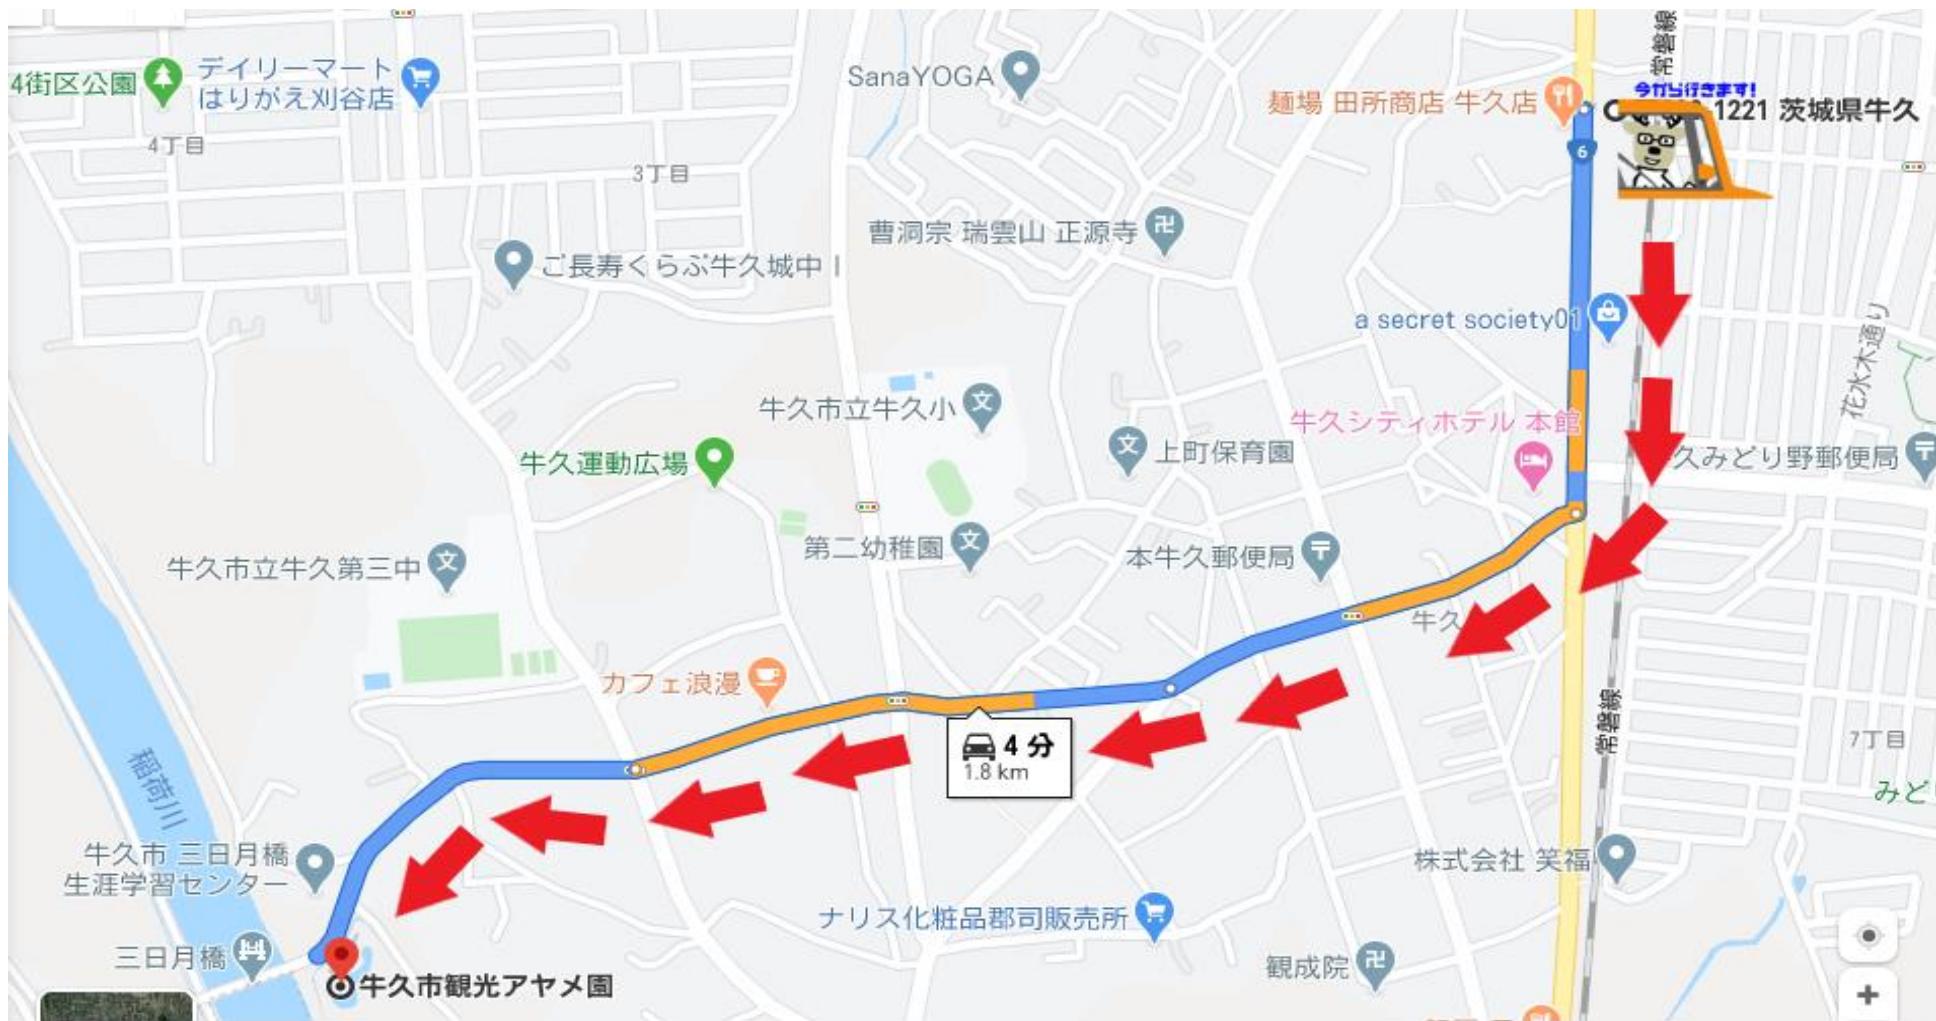 4街区公園
デイリーマート
はりがえ刈谷店
4丁目
3丁目
SanaYOGA
麺場 田所商店 牛久店
常磐線
今から行きます!
1221 茨城県牛久
6
曹洞宗 瑞雲山 正源寺
ご長寿くらぶ牛久城中
a secret society01
花水木通り
牛久市立牛久小
牛久シティホテル 本館
牛久運動広場
上町保育園
久みどり野郵便局
第二幼稚園
本牛久郵便局
牛久市立牛久第三中
牛久
カフェ浪漫
4 分
1.8 km
常磐線
7丁目
稲荷川
みど
牛久市 三日月橋
生涯学習センター
株式会社 笑福
ナリス化粧品郡司販売所
三日月橋
観成院
牛久市観光アヤメ園